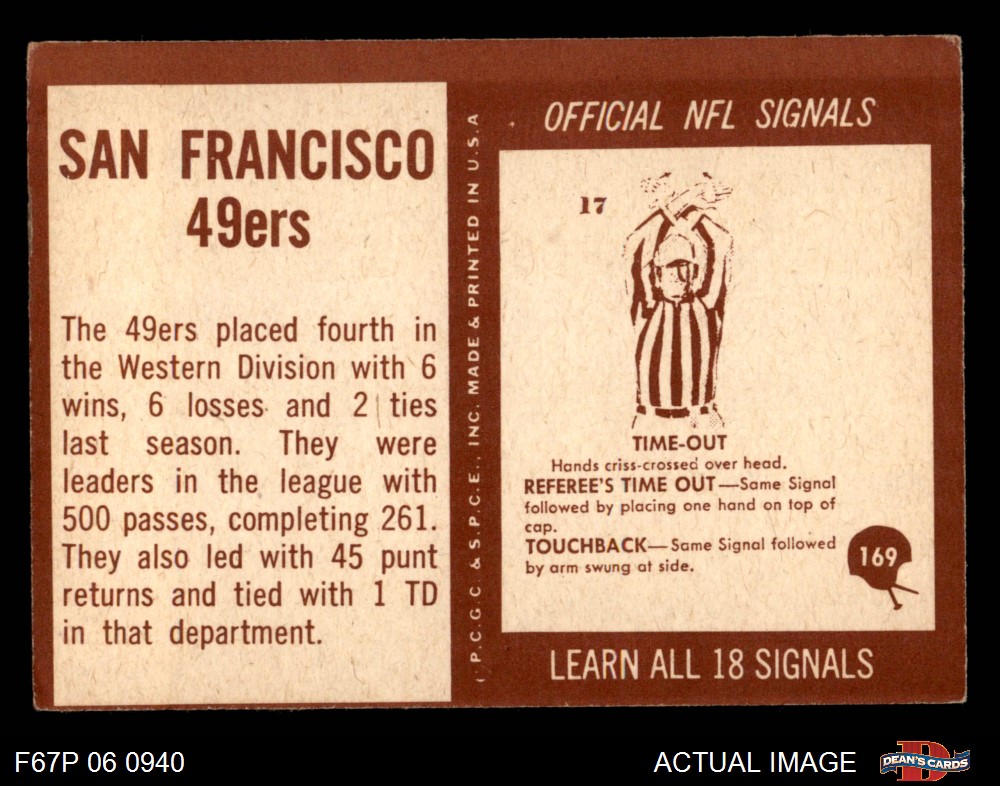 SAN FRANCISCO
49ers
The 49ers placed fourth in
the Western Division with 6
wins, 6 losses and 2 ties
last season. They were
leaders in the league with
500 passes, completing 261.
They also led with 45 punt
returns and tied with 1 TD
in that department.
P.C.G.C. & S.P.C.E., INC. MADE & PRINTED IN U.S.A
OFFICIAL NFL SIGNALS
17
TIME-OUT
Hands criss-crossed over head.
REFEREE'S TIME OUT—Same Signal
followed by placing one hand on top of
cap.
TOUCHBACK—Same Signal followed
by arm swung at side.
169
LEARN ALL 18 SIGNALS
F67P 06 0940
ACTUAL IMAGE
D
DEAN'S CARDS